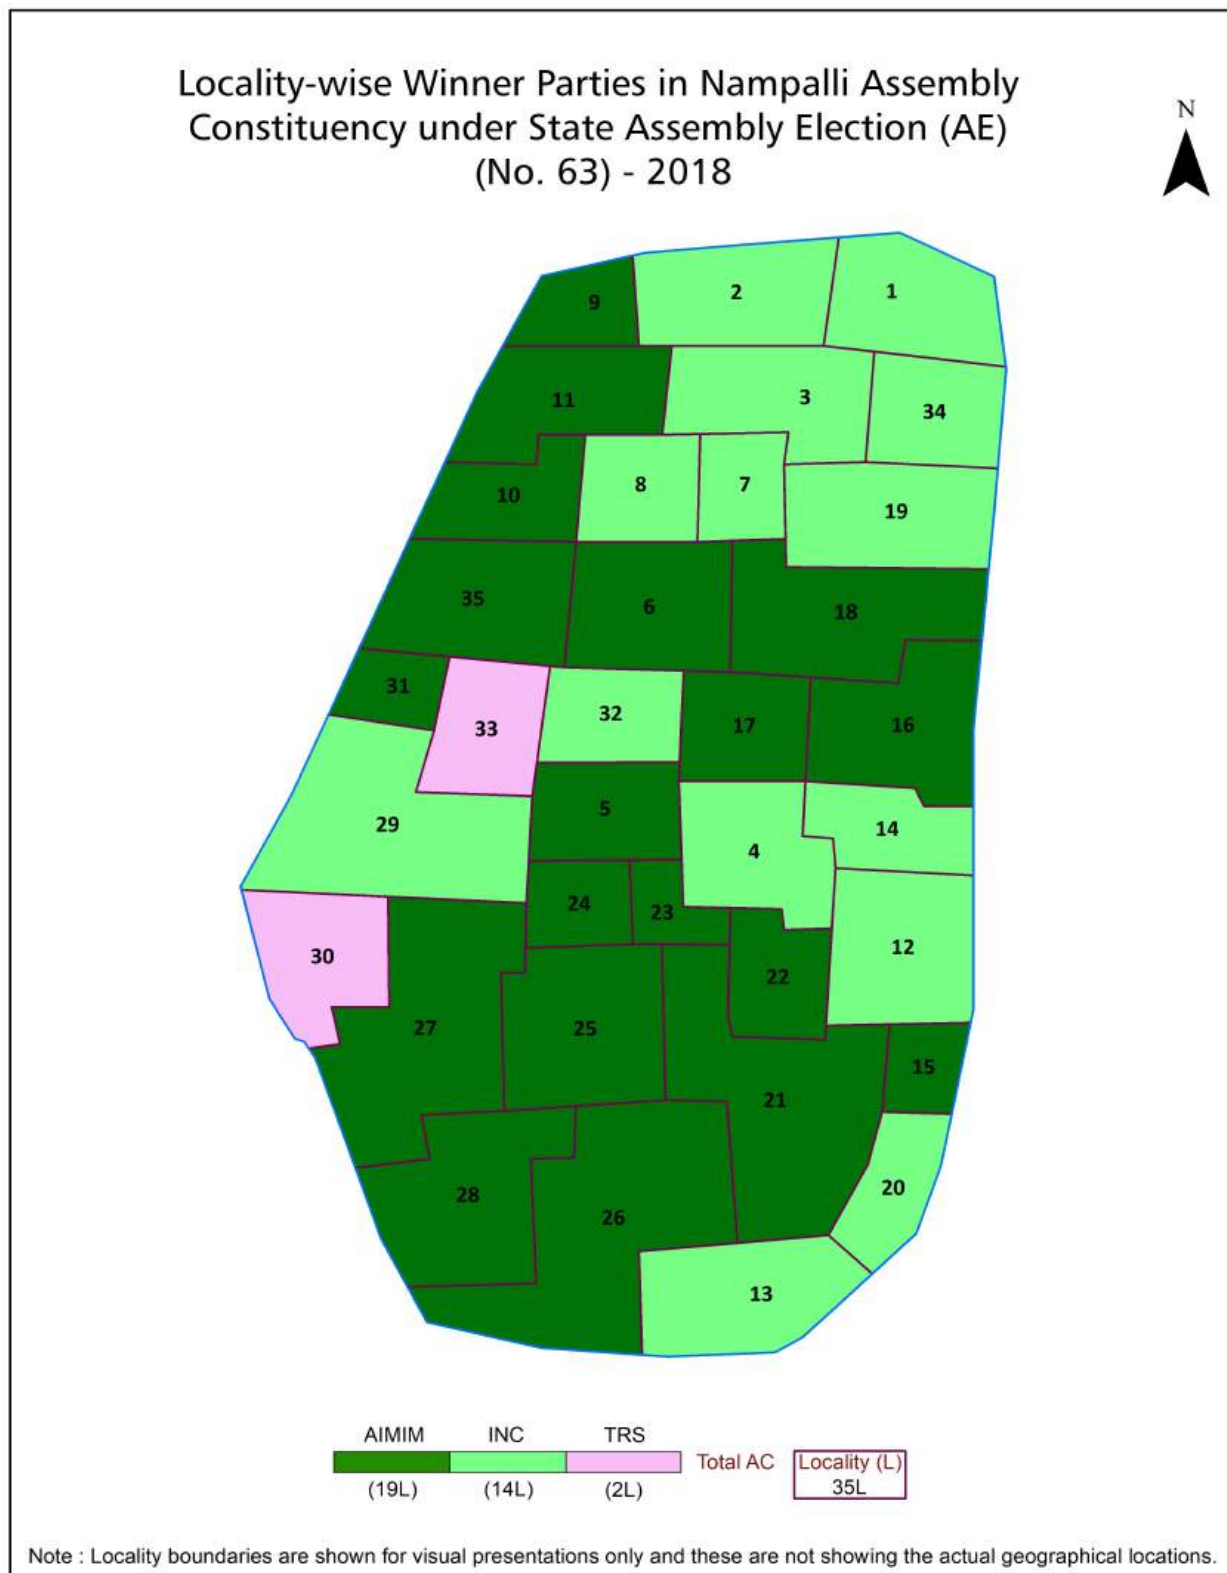 Locality-wise Winner Parties in Nampalli Assembly
Constituency under State Assembly Election (AE)
(No. 63) - 2018
N
9 2 1
11 3 34
10 8 7 19
35 6 18
31 33 32 17 16
29 5 4 14
30 24 23 22 12
27 25 21 15
28 26 20
13
AIMIM INC TRS Total AC Locality (L)
(19L) (14L) (2L) 35L
Note : Locality boundaries are shown for visual presentations only and these are not showing the actual geographical locations.